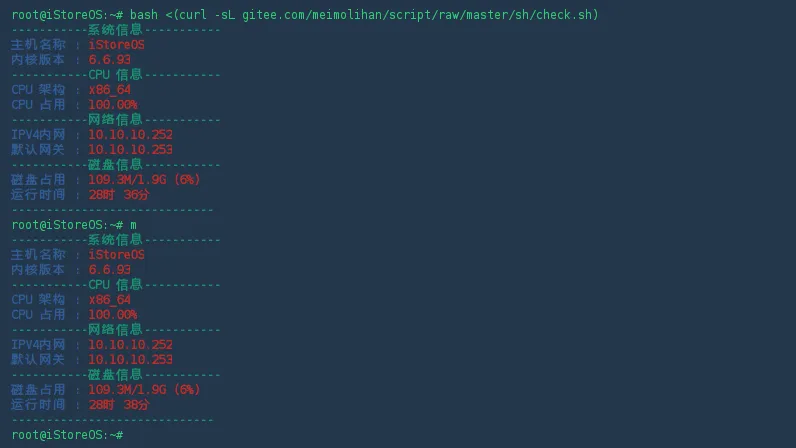 root@iStoreOS:~# bash <(curl -sL gitee.com/meimolihan/script/raw/master/sh/check.sh)
-----------系统信息-----------
主机名称 : iStoreOS
内核版本 : 6.6.93
-----------CPU 信息-----------
CPU 架构 : x86_64
CPU 占用 : 100.00%
-----------网络信息-----------
IPV4内网 : 10.10.10.252
默认网关 : 10.10.10.253
-----------磁盘信息-----------
磁盘占用 : 109.3M/1.9G (6%)
运行时间 : 28时 36分
-----------------------------
root@iStoreOS:~# m
-----------系统信息-----------
主机名称 : iStoreOS
内核版本 : 6.6.93
-----------CPU 信息-----------
CPU 架构 : x86_64
CPU 占用 : 100.00%
-----------网络信息-----------
IPV4内网 : 10.10.10.252
默认网关 : 10.10.10.253
-----------磁盘信息-----------
磁盘占用 : 109.3M/1.9G (6%)
运行时间 : 28时 38分
-----------------------------
root@iStoreOS:~#